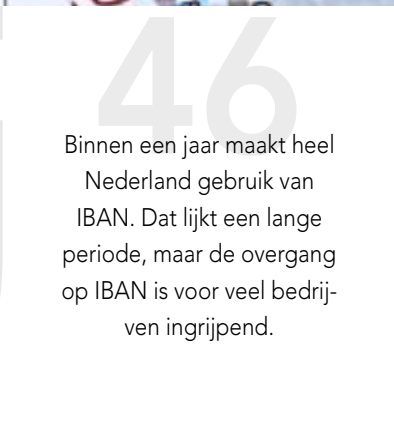 46
Binnen een jaar maakt heel
Nederland gebruik van
IBAN. Dat lijkt een lange
periode, maar de overgang
op IBAN is voor veel bedrij-
ven ingrijpend.